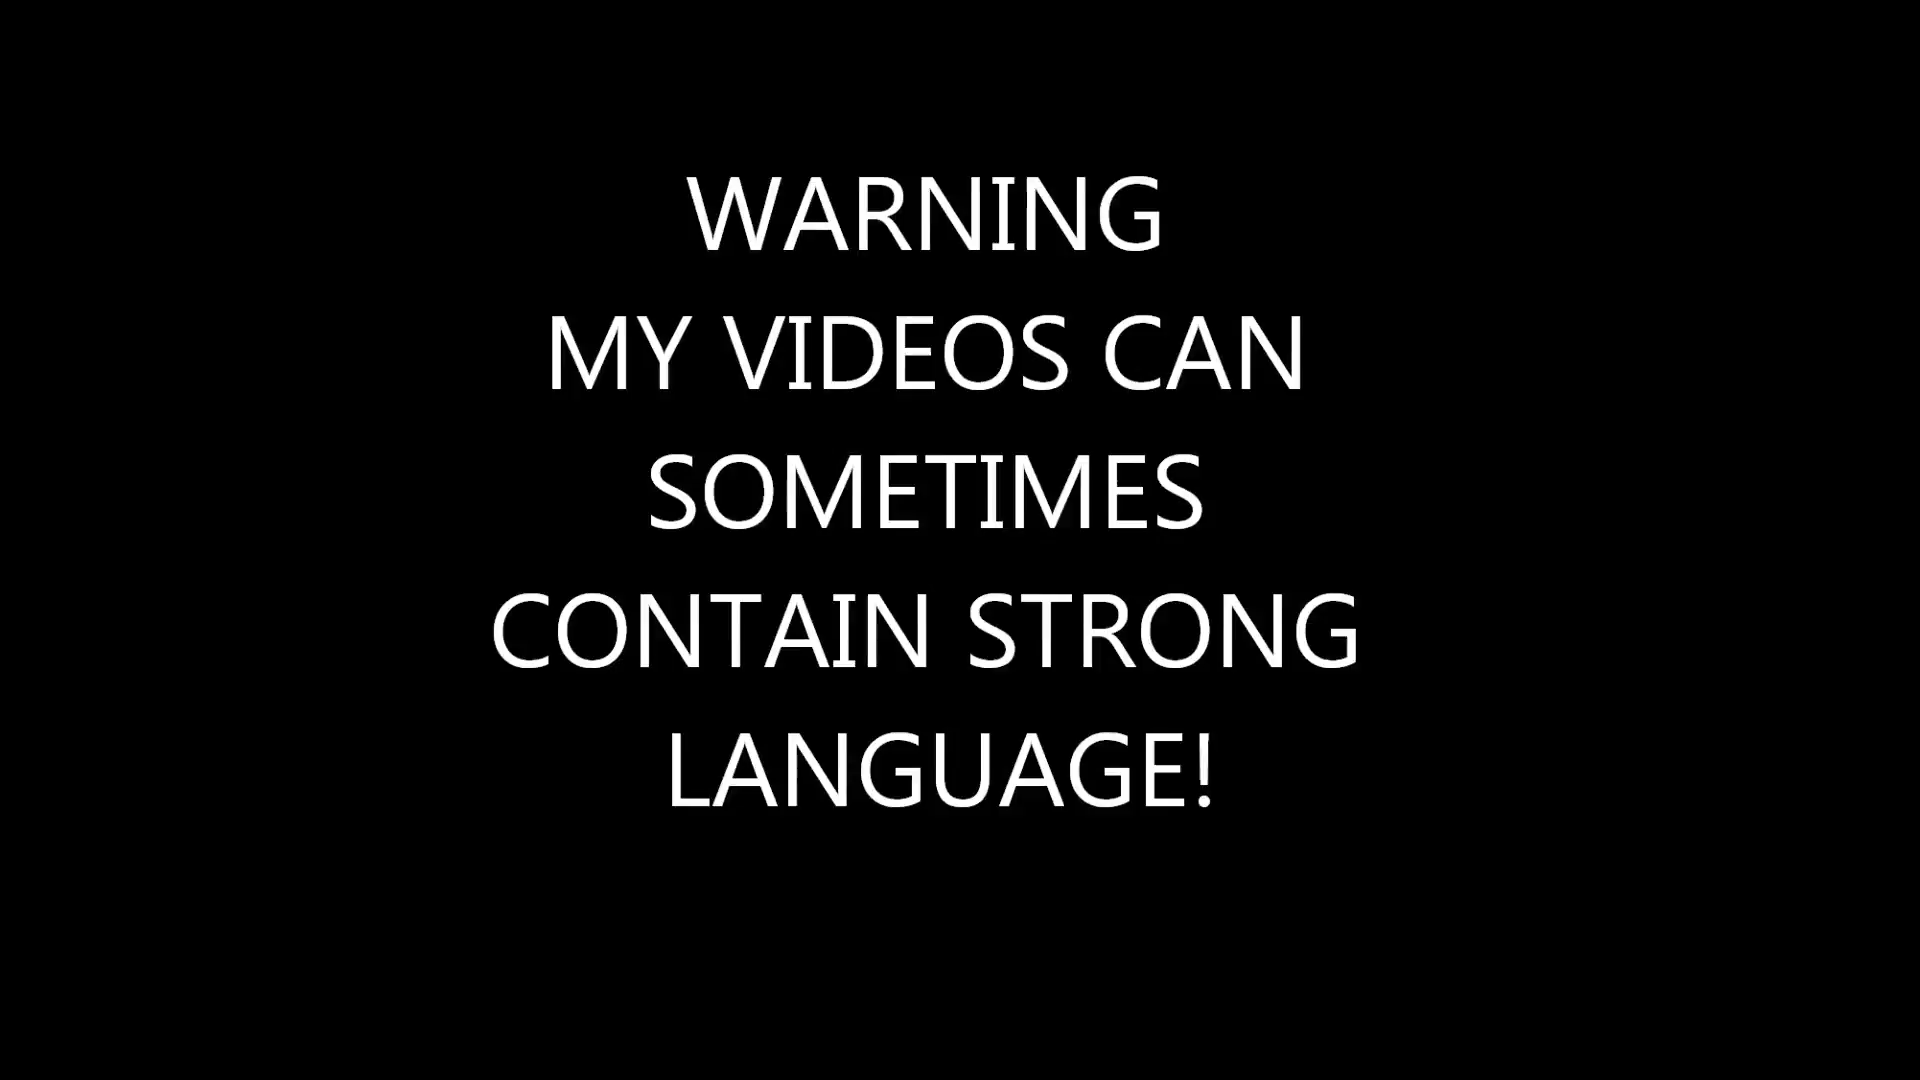 WARNING
MY VIDEOS CAN
SOMETIMES
CONTAIN STRONG
LANGUAGE!